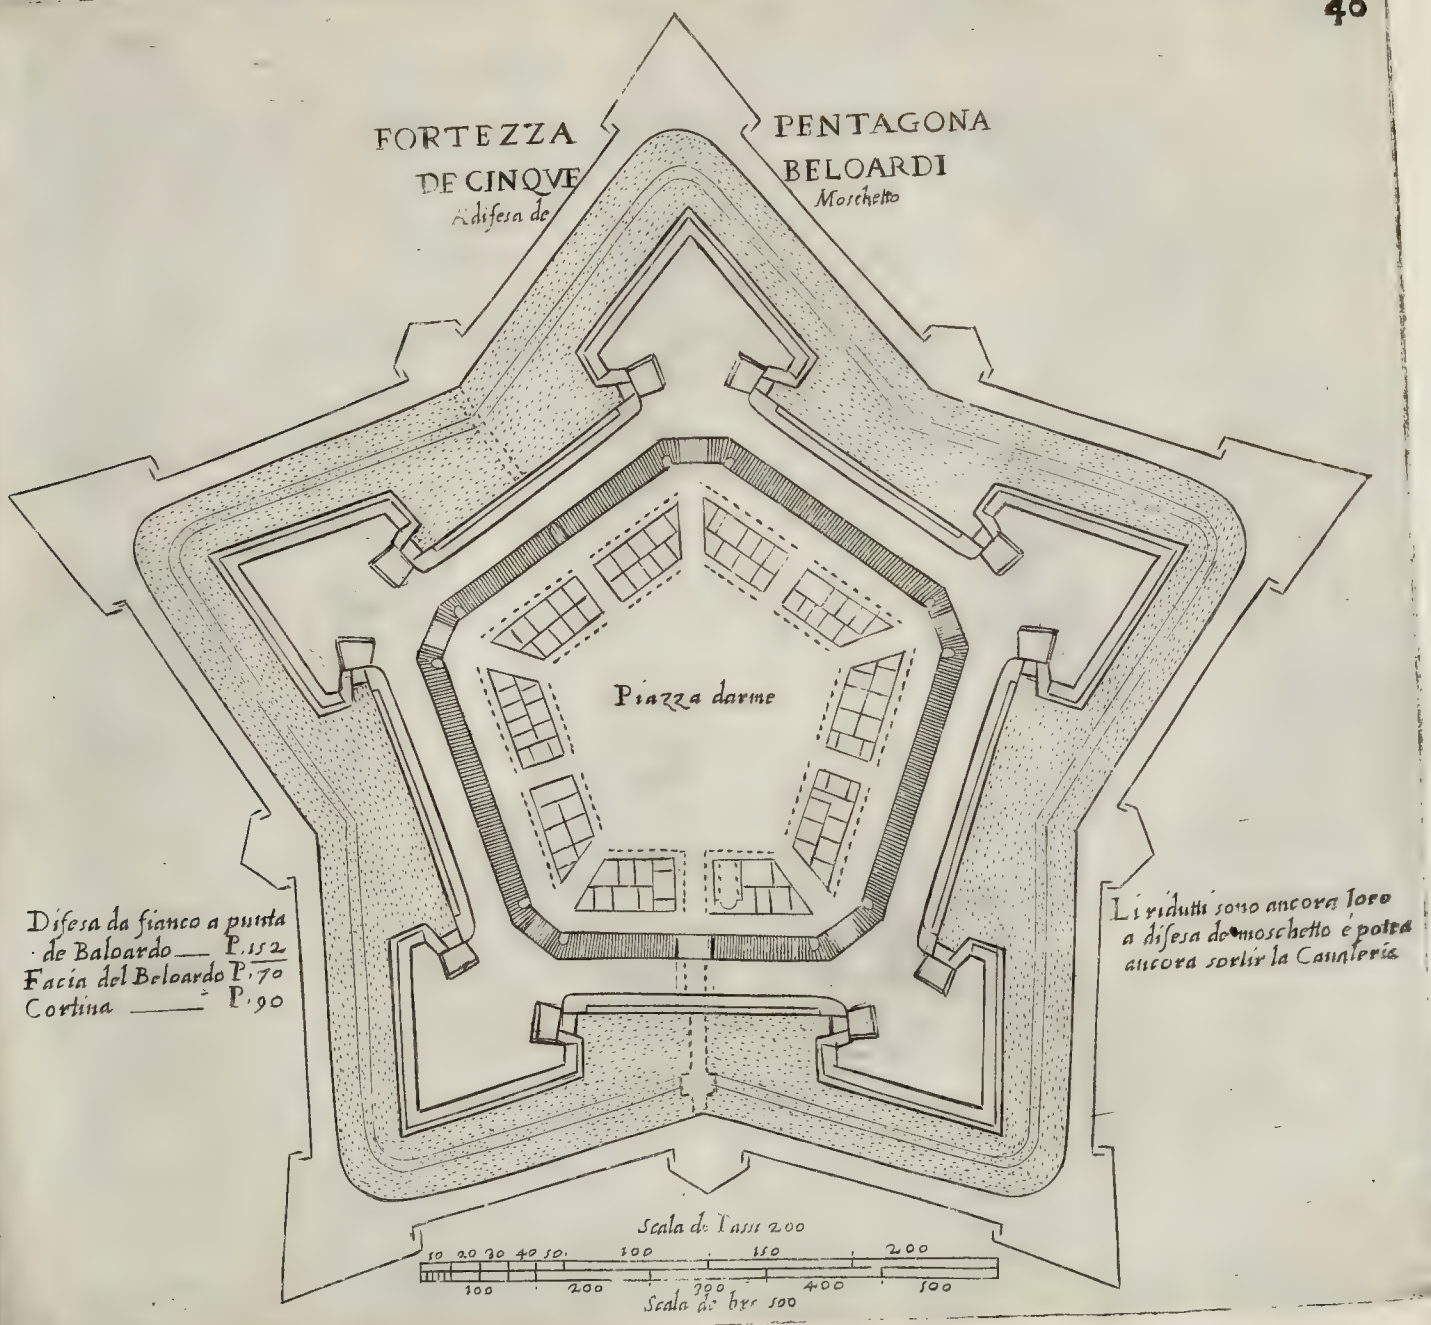 40
FORTEZZA PENTAGONA
DE CINQVE BELOARDI
A difesa de Moschetto
Piazza darme
Difesa da fianco a punta
de Baloardo P. 152
Facia del Beloardo P. 70
Cortina P. 90
Li ridutti sono ancora loro
a difesa de moschetto é potra
ancora sortir la Caualeria
Scala de Passi 200
10 20 30 40 50. 100 150 200
100 200 300 400 500
Scala de 500